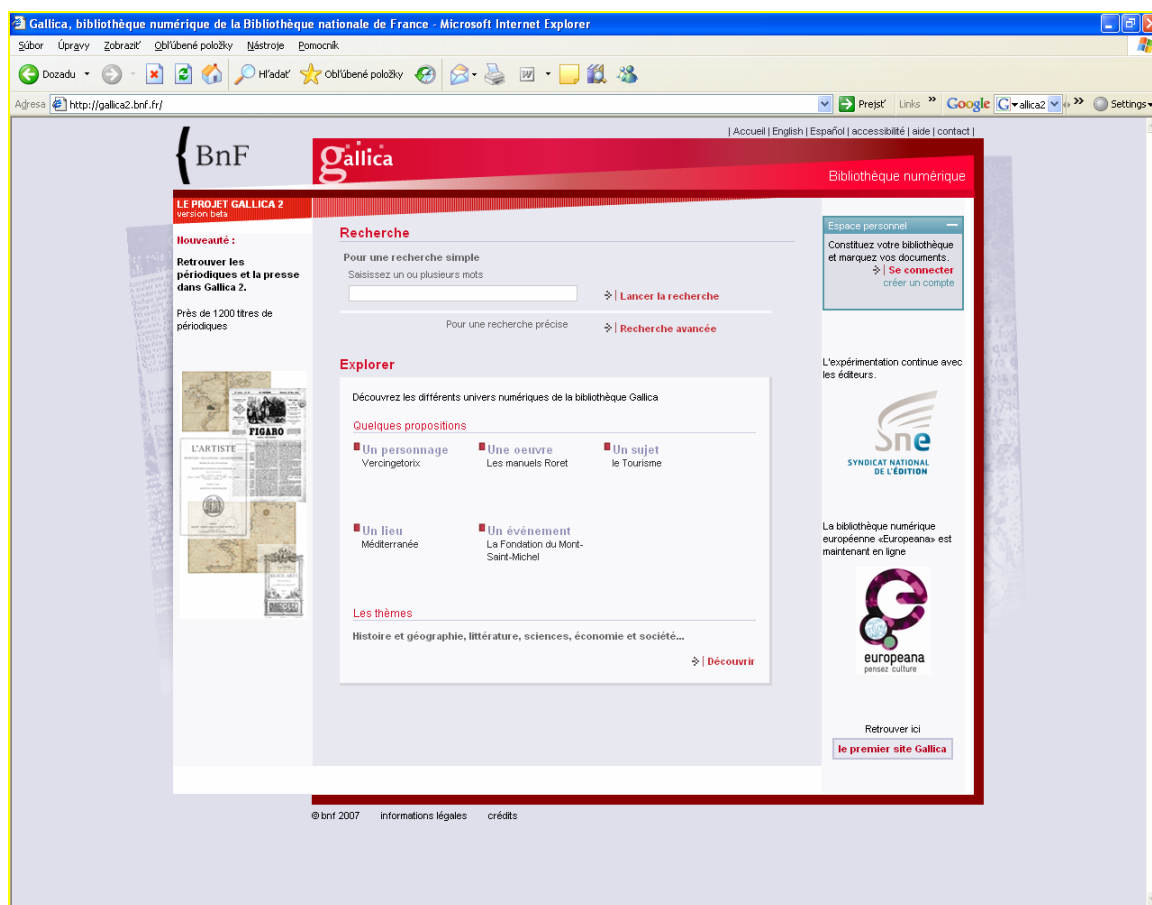 Gallica, bibliothèque numérique de la Bibliothèque nationale de France - Microsoft Internet Explorer
Súbor Úpravy Zobraziť Obľúbené položky Nástroje Pomocník
Dozadu Hľadať Obľúbené položky
Adresa http://gallica2.bnf.fr/ Prejsť Links » Google allica2 » Settings
| Accueil | English | Español | accessibilité | aide | contact |
BnF
gallica
Bibliothèque numérique
LE PROJET GALLICA 2
version beta
Nouveauté :
Retrouver les
périodiques et la presse
dans Gallica 2.
Près de 1200 titres de
périodiques
FIGARO
L'ARTISTE
Recherche
Pour une recherche simple
Saisissez un ou plusieurs mots
Lancer la recherche
Pour une recherche précise
Recherche avancée
Explorer
Découvrez les différents univers numériques de la bibliothèque Gallica
Quelques propositions
Un personnage
Vercingetorix
Une oeuvre
Les manuels Roret
Un sujet
le Tourisme
Un lieu
Méditerranée
Un événement
La Fondation du Mont-
Saint-Michel
Les thèmes
Histoire et géographie, littérature, sciences, économie et société...
Découvrir
Espace personnel
Constituez votre bibliothèque
et marquez vos documents.
Se connecter
créer un compte
L'expérimentation continue avec
les éditeurs.
sne
SYNDICAT NATIONAL
DE L'ÉDITION
La bibliothèque numérique
européenne «Europeana» est
maintenant en ligne
europeana
pensez culture
Retrouver ici
le premier site Gallica
© bnf 2007 informations légales crédits